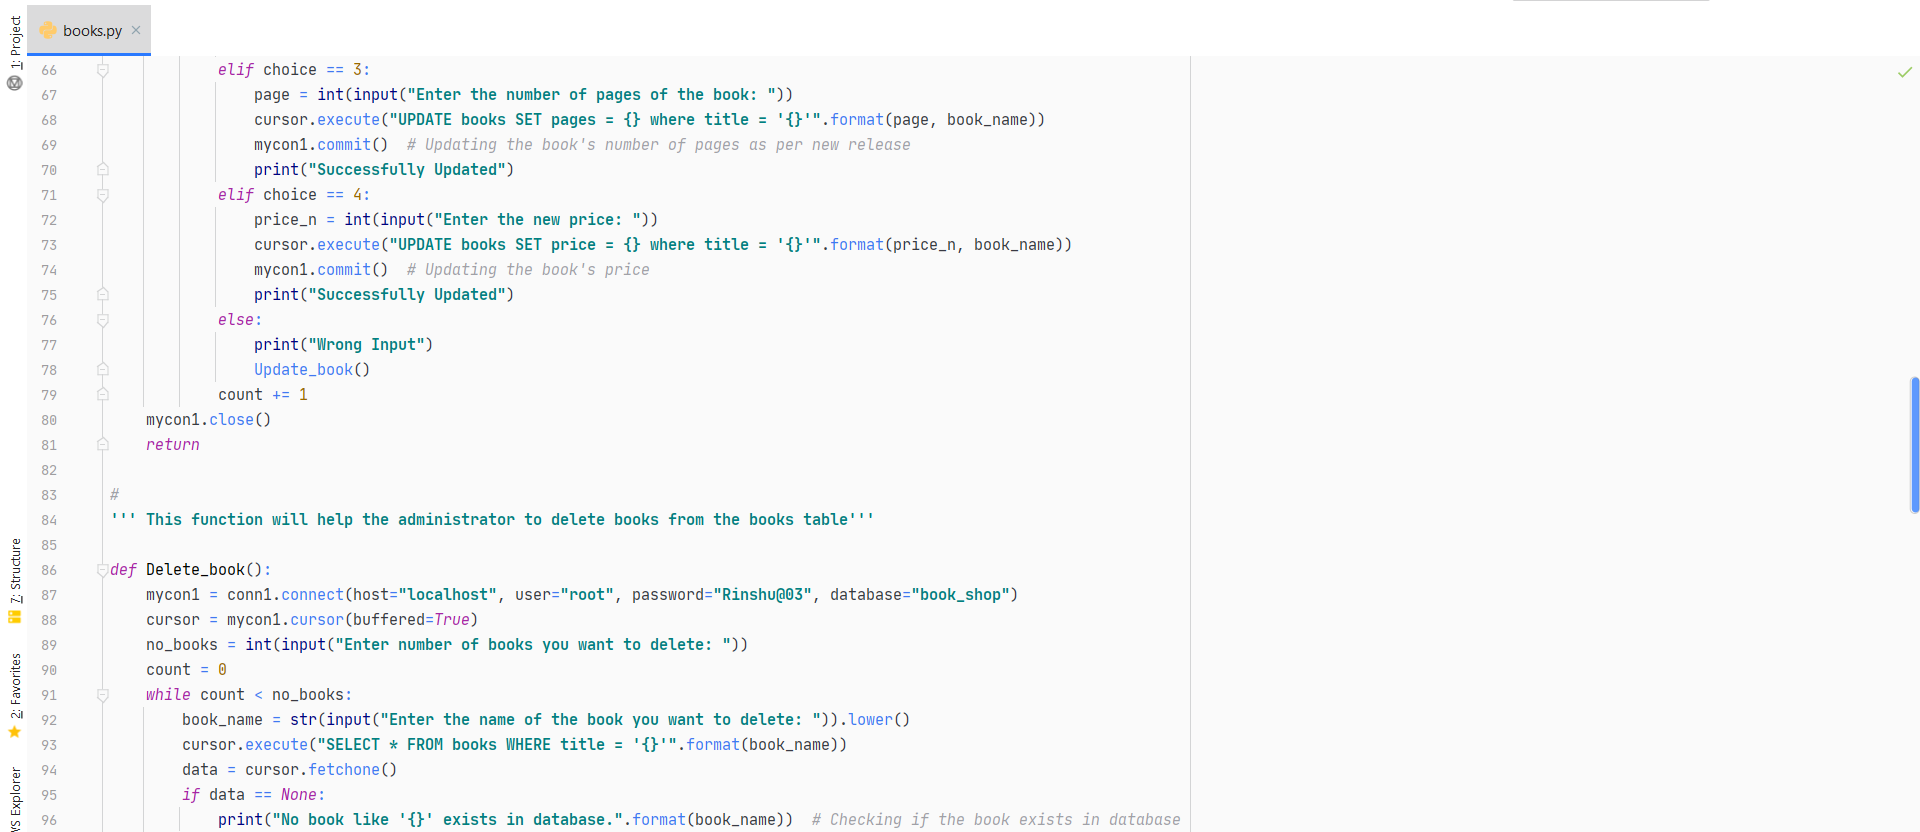 books.py
1: Project
66 elif choice == 3:
67 page = int(input("Enter the number of pages of the book: "))
68 cursor.execute("UPDATE books SET pages = {} where title = '{}'".format(page, book_name))
69 mycon1.commit()  # Updating the book's number of pages as per new release
70 print("Successfully Updated")
71 elif choice == 4:
72 price_n = int(input("Enter the new price: "))
73 cursor.execute("UPDATE books SET price = {} where title = '{}'".format(price_n, book_name))
74 mycon1.commit()  # Updating the book's price
75 print("Successfully Updated")
76 else:
77 print("Wrong Input")
78 Update_book()
79 count += 1
80 mycon1.close()
81 return
82
83 #
84 ''' This function will help the administrator to delete books from the books table'''
85
86 def Delete_book():
87 mycon1 = conn1.connect(host="localhost", user="root", password="Rinshu@03", database="book_shop")
88 cursor = mycon1.cursor(buffered=True)
89 no_books = int(input("Enter number of books you want to delete: "))
90 count = 0
91 while count < no_books:
92 book_name = str(input("Enter the name of the book you want to delete: ")).lower()
93 cursor.execute("SELECT * FROM books WHERE title = '{}'".format(book_name))
94 data = cursor.fetchone()
95 if data == None:
96 print("No book like '{}' exists in database.".format(book_name))  # Checking if the book exists in database
7: Structure
2: Favorites
Explorer